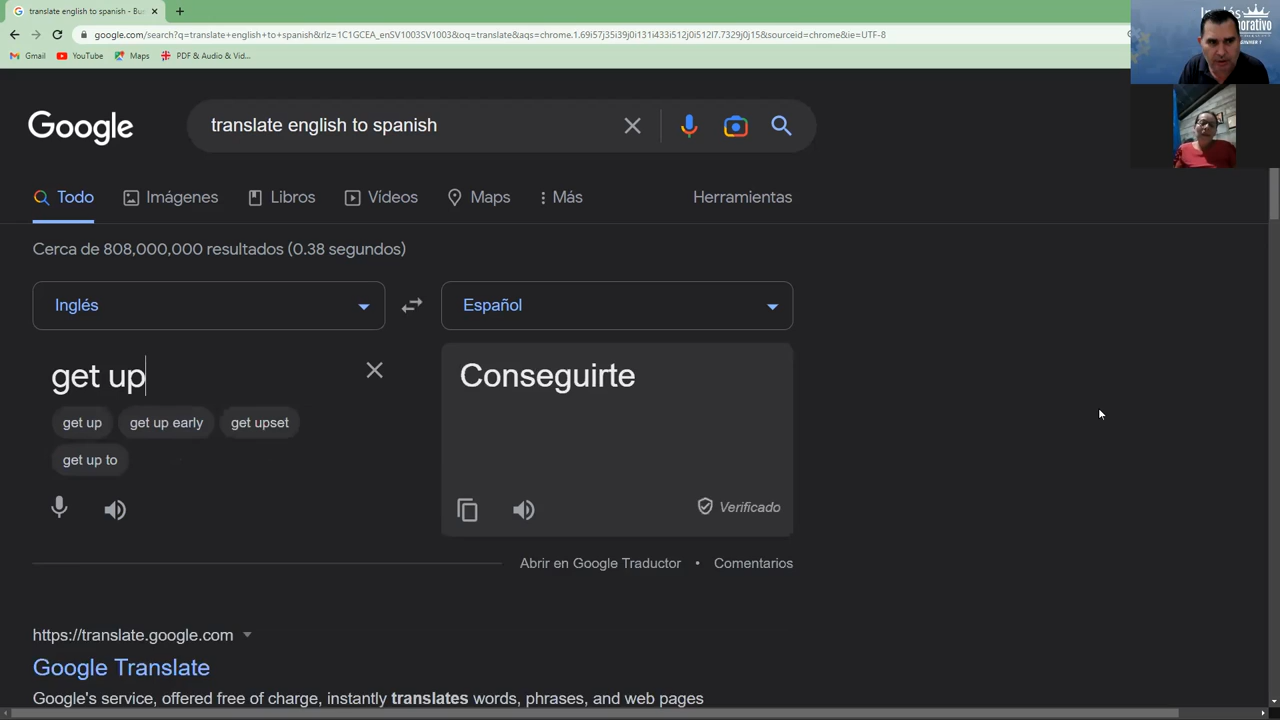 translate english to spanish - Bu
google.com/search?q=translate+english+to+spanish&rlz=1C1GCEA_enSV1003SV1003&oq=translate&aqs=chrome.1.69i57j35i39j0i131i433i512j0i512l7.7329j0j15&sourceid=chrome&ie=UTF-8
Gmail YouTube Maps PDF & Audio & Vid...
Google translate english to spanish
Todo Imágenes Libros Vídeos Maps Más Herramientas
Cerca de 808,000,000 resultados (0.38 segundos)
Inglés Español
get up Conseguirte
get up get up early get upset
get up to
Verificado
Abrir en Google Traductor • Comentarios
https://translate.google.com
Google Translate
Google's service, offered free of charge, instantly translates words, phrases, and web pages